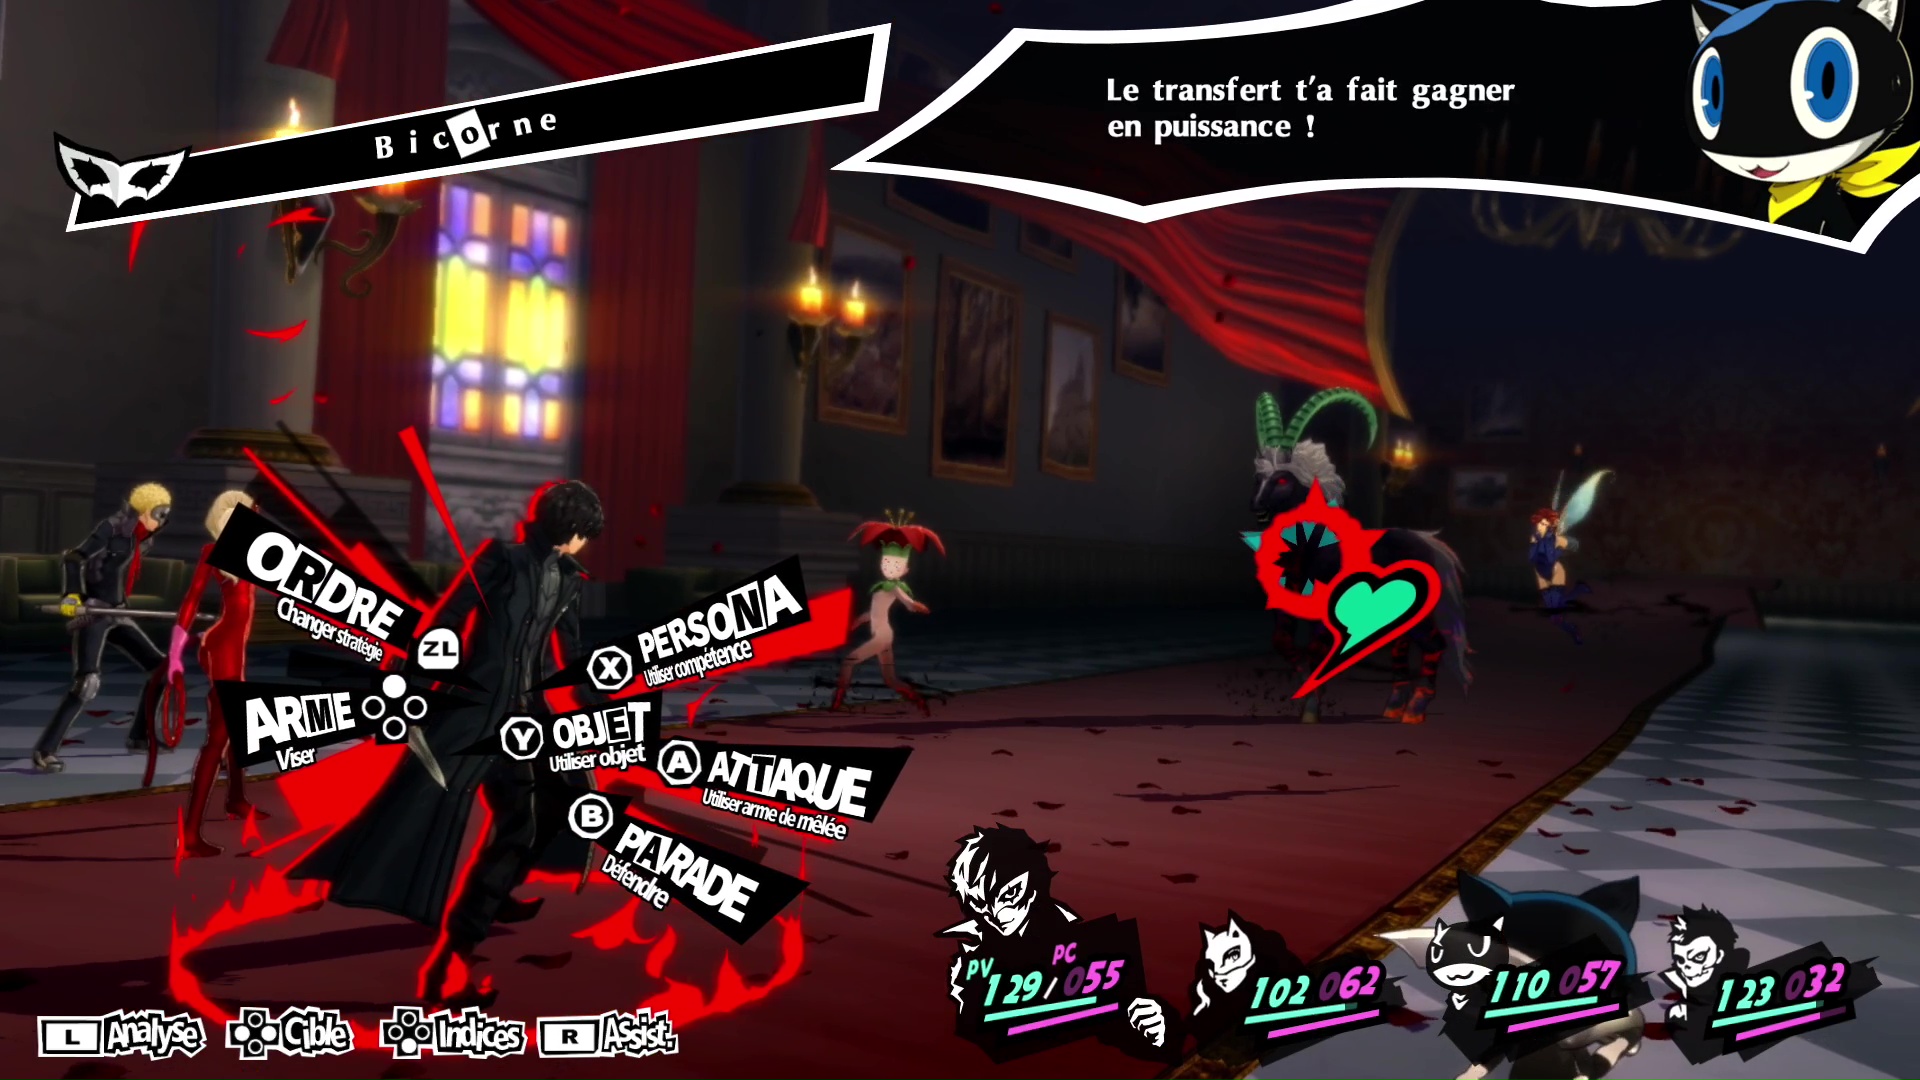 Bicorne
Le transfert t'a fait gagner
en puissance !
ORDRE
Changer stratégie
ZL
ARME
Viser
X PERSONA
Utiliser compétence
Y OBJET
Utiliser objet
A ATTAQUE
Utiliser arme de mêlée
B PARADE
Défendre
PV 129/ PC 055
102 062
110 057
123 032
L Analyse
Cible
Indices
R Assist.